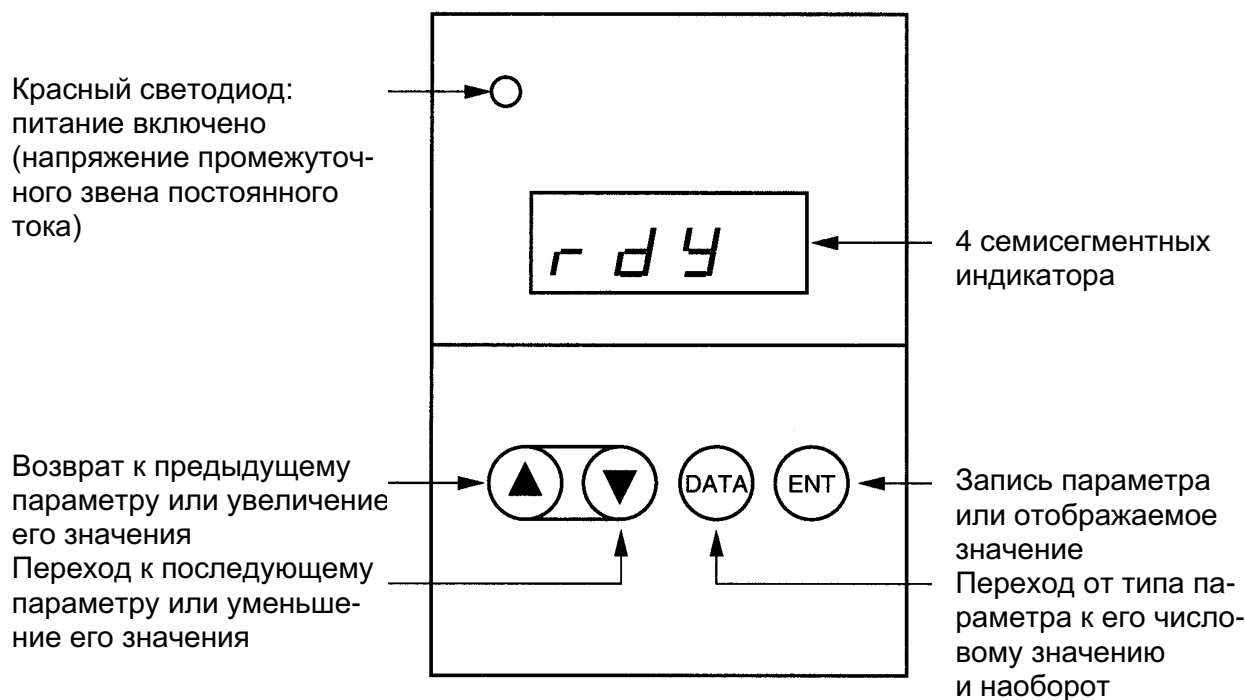 Красный светодиод:
питание включено
(напряжение промежуточ-
ного звена постоянного
тока)
rdY
4 семисегментных
индикатора
Возврат к предыдущему
параметру или увеличение
его значения
Переход к последующему
параметру или уменьше-
ние его значения
DATA
ENT
Запись параметра
или отображаемое
значение
Переход от типа па-
раметра к его число-
вому значению
и наоборот